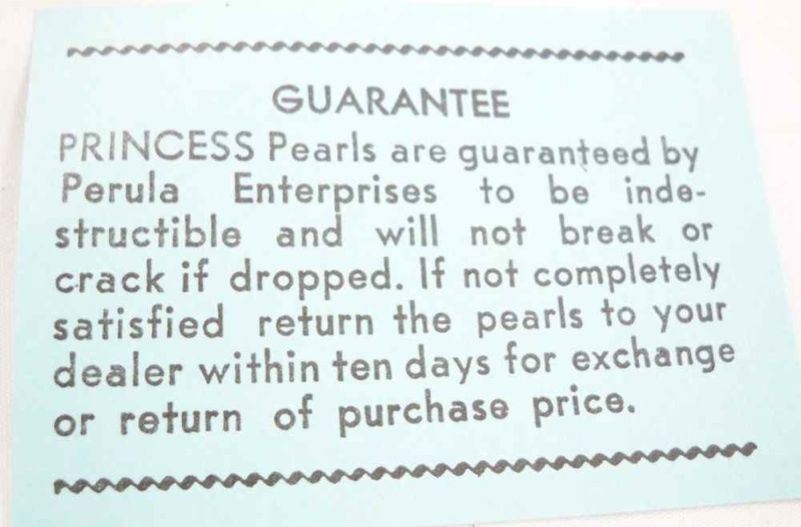 GUARANTEE
PRINCESS Pearls are guaranteed by
Perula Enterprises to be inde-
structible and will not break or
crack if dropped. If not completely
satisfied return the pearls to your
dealer within ten days for exchange
or return of purchase price.